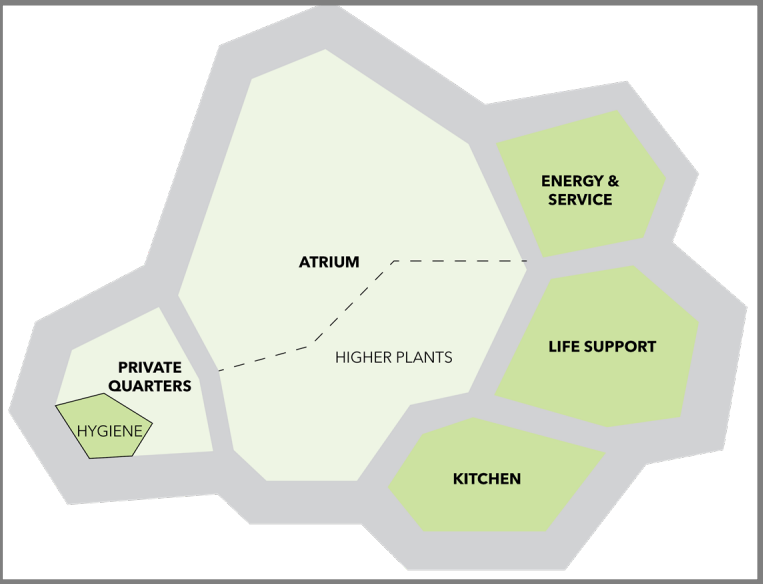 ENERGY &
SERVICE
ATRIUM
LIFE SUPPORT
HIGHER PLANTS
PRIVATE
QUARTERS
HYGIENE
KITCHEN